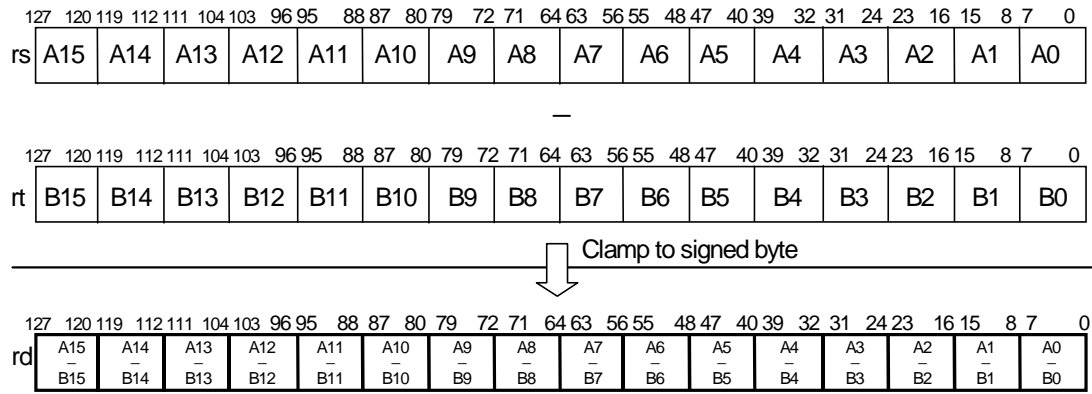 127 120 119 112 111 104 103 96 95 88 87 80 79 72 71 64 63 56 55 48 47 40 39 32 31 24 23 16 15 8 7 0
rs A15 A14 A13 A12 A11 A10 A9 A8 A7 A6 A5 A4 A3 A2 A1 A0
–
127 120 119 112 111 104 103 96 95 88 87 80 79 72 71 64 63 56 55 48 47 40 39 32 31 24 23 16 15 8 7 0
rt B15 B14 B13 B12 B11 B10 B9 B8 B7 B6 B5 B4 B3 B2 B1 B0
Clamp to signed byte
127 120 119 112 111 104 103 96 95 88 87 80 79 72 71 64 63 56 55 48 47 40 39 32 31 24 23 16 15 8 7 0
rd A15 A14 A13 A12 A11 A10 A9 A8 A7 A6 A5 A4 A3 A2 A1 A0
– – – – – – – – – – – – – – – –
B15 B14 B13 B12 B11 B10 B9 B8 B7 B6 B5 B4 B3 B2 B1 B0